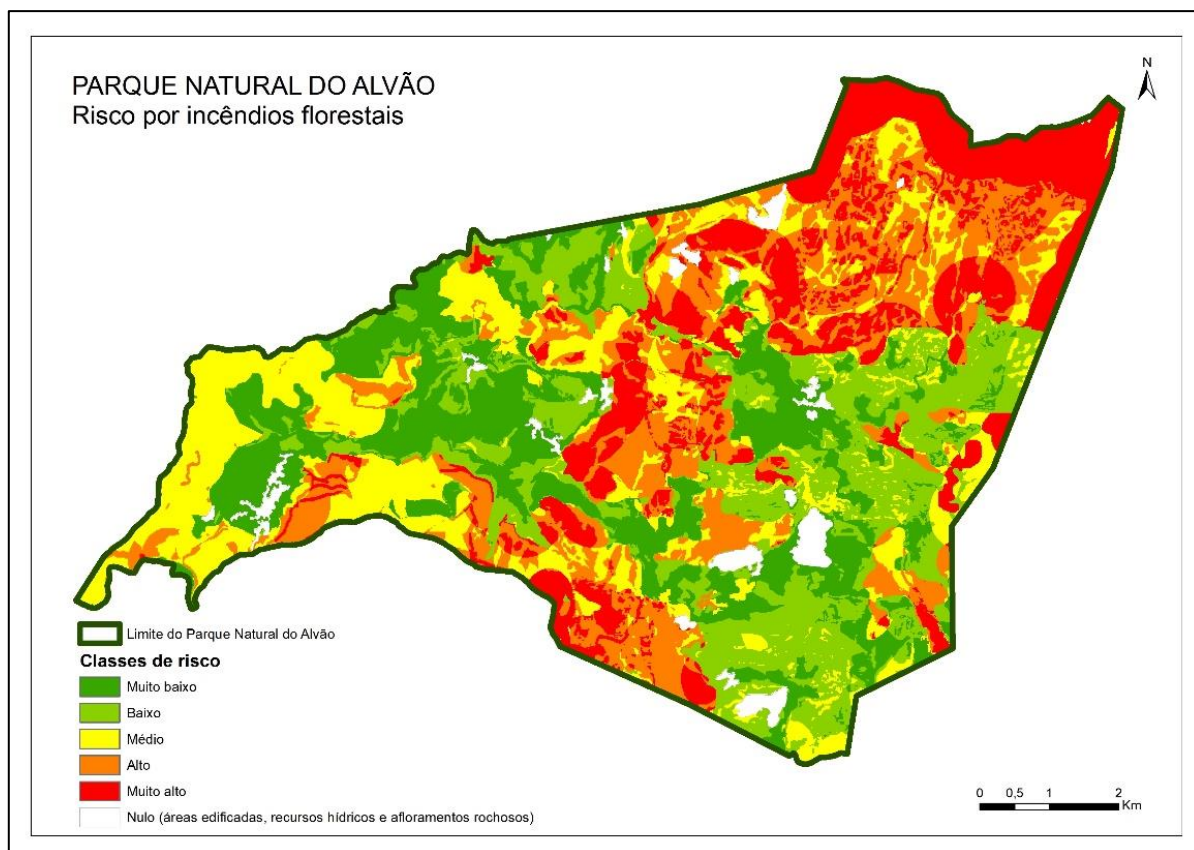 PARQUE NATURAL DO ALVÃO
Risco por incêndios florestais
N
Limite do Parque Natural do Alvão
Classes de risco
Muito baixo
Baixo
Médio
Alto
Muito alto
Nulo (áreas edificadas, recursos hídricos e afloramentos rochosos)
0 0,5 1 2
Km